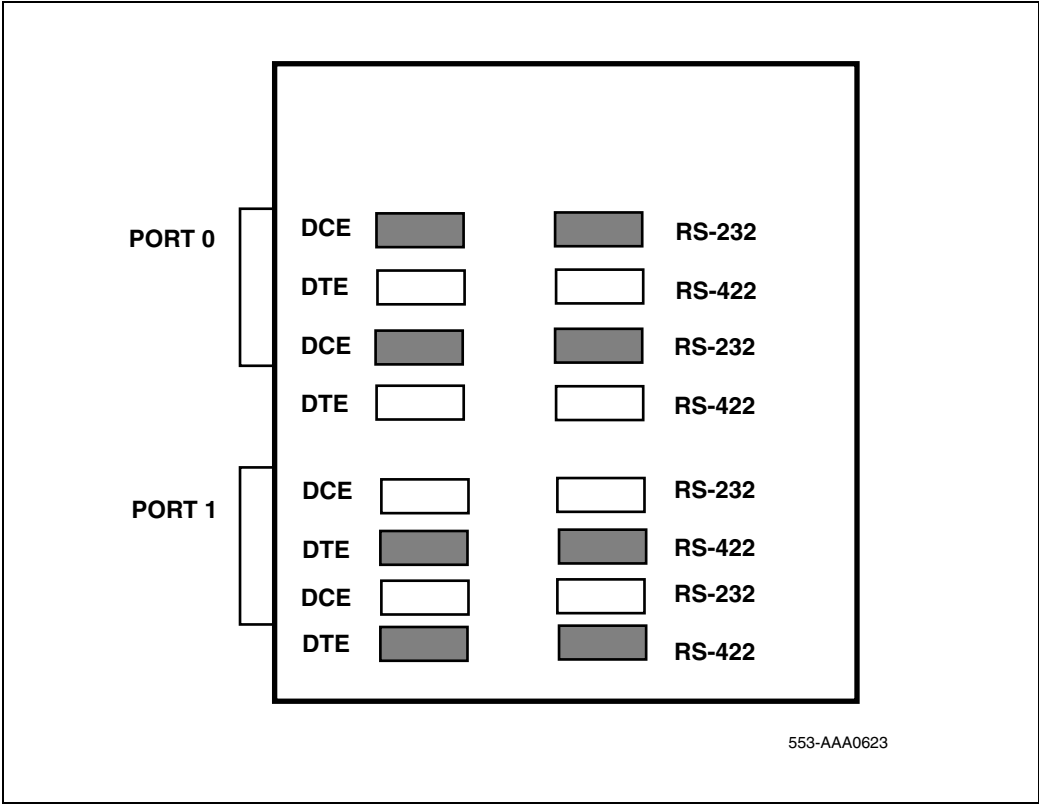 DCE RS-232
PORT 0
DTE RS-422
DCE RS-232
DTE RS-422
DCE RS-232
PORT 1
DTE RS-422
DCE RS-232
DTE RS-422
553-AAA0623